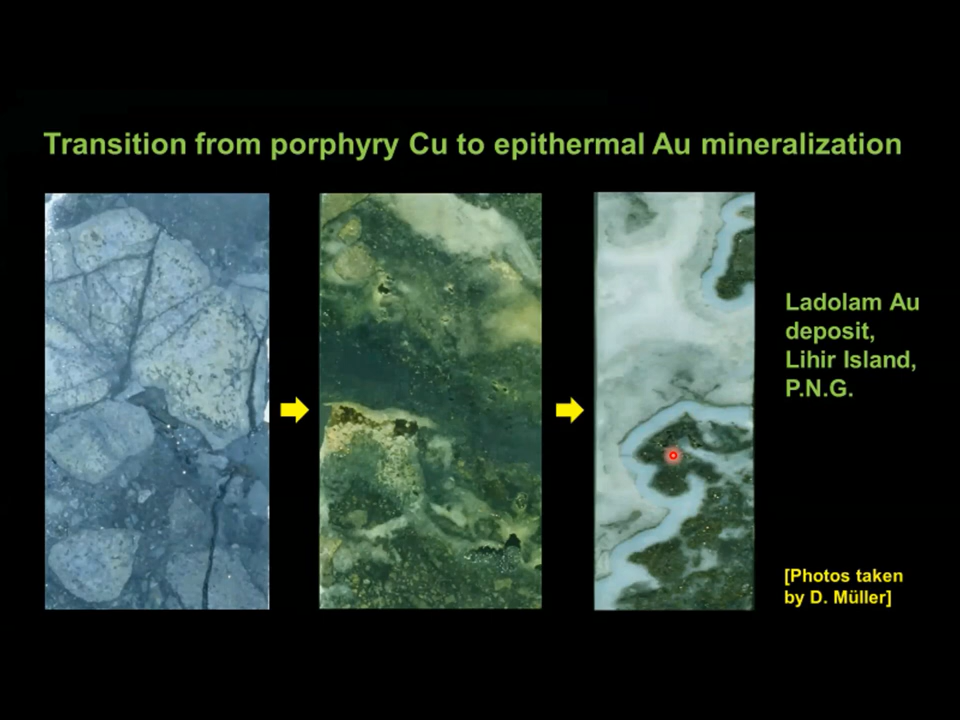 Transition from porphyry Cu to epithermal Au mineralization
Ladolam Au
deposit,
Lihir Island,
P.N.G.
[Photos taken
by D. Müller]